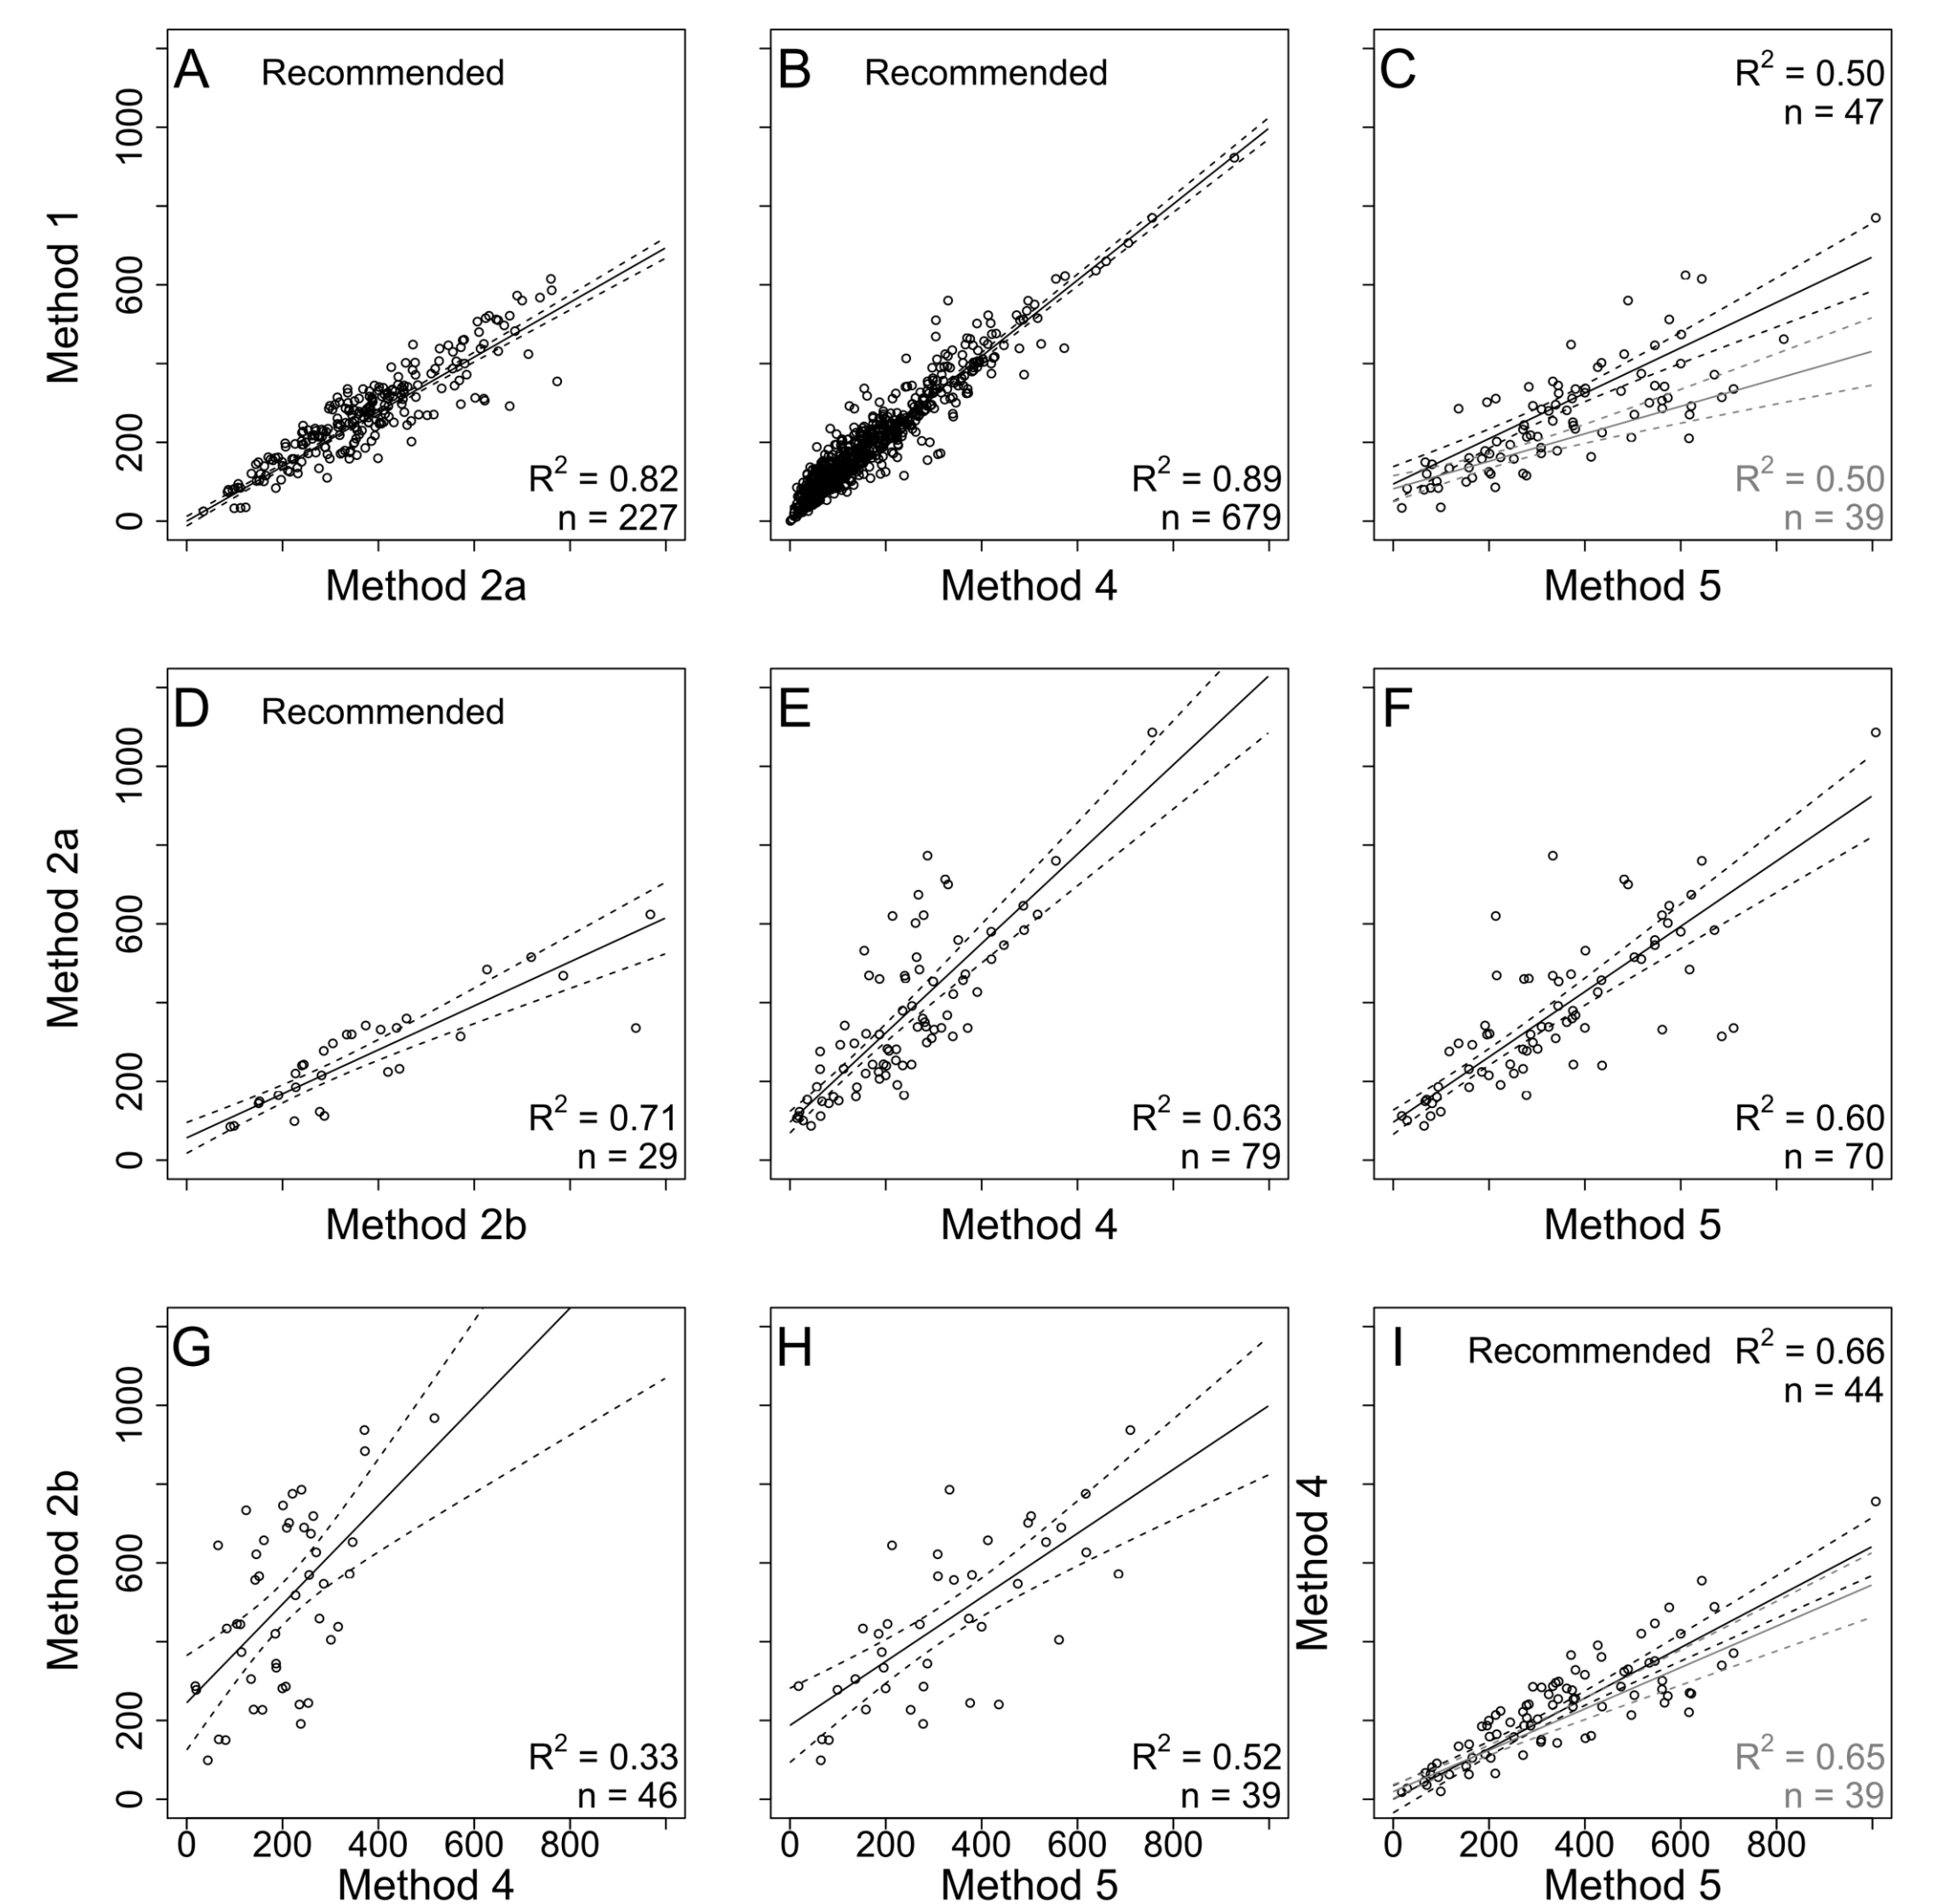 A Recommended
B Recommended
C R² = 0.50
n = 47
Method 1
0 200 600 1000
R² = 0.82
n = 227
R² = 0.89
n = 679
R² = 0.50
n = 39
Method 2a
Method 4
Method 5
D Recommended
E
F
Method 2a
0 200 600 1000
R² = 0.71
n = 29
R² = 0.63
n = 79
R² = 0.60
n = 70
Method 2b
Method 4
Method 5
G
H
I Recommended R² = 0.66
n = 44
Method 2b
0 200 600 1000
Method 4
R² = 0.33
n = 46
R² = 0.52
n = 39
R² = 0.65
n = 39
0 200 400 600 800
0 200 400 600 800
0 200 400 600 800
Method 4
Method 5
Method 5